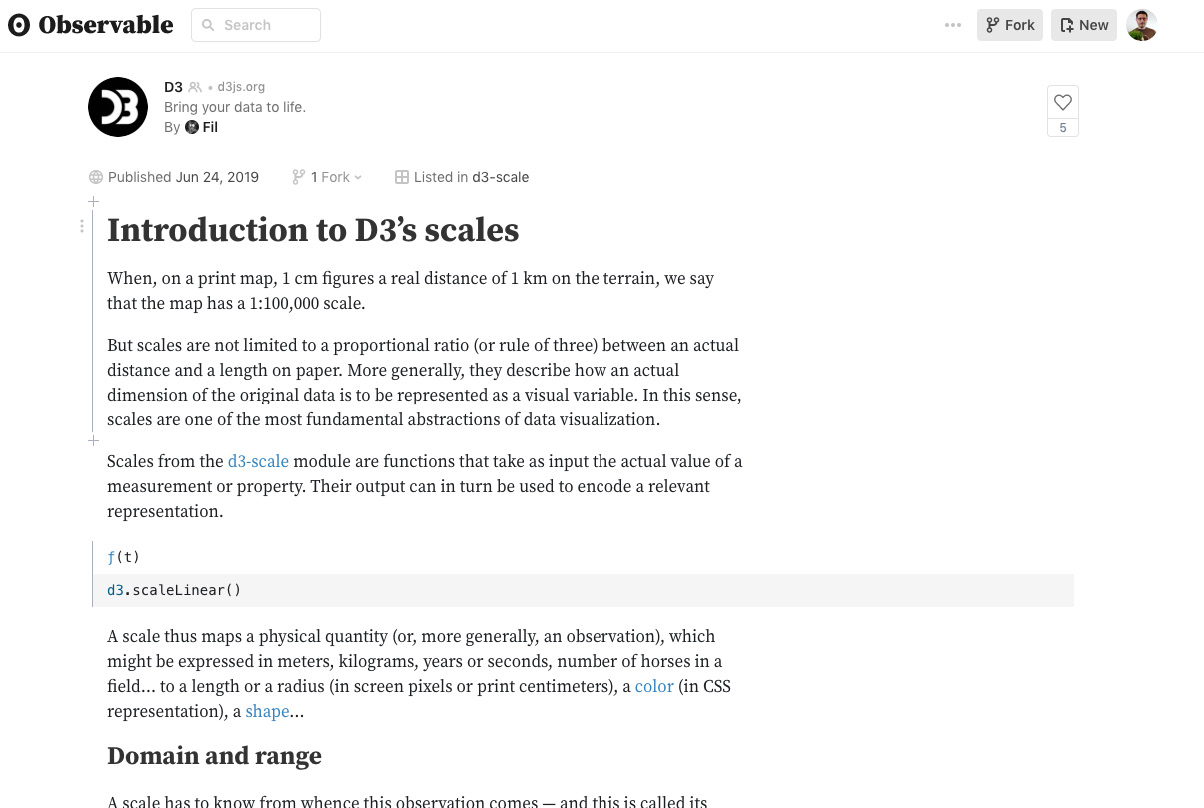 Observable
Search
Fork
New
D3 • d3js.org
Bring your data to life.
By Fil
5
Published Jun 24, 2019
1 Fork
Listed in d3-scale
Introduction to D3’s scales
When, on a print map, 1 cm figures a real distance of 1 km on the terrain, we say
that the map has a 1:100,000 scale.
But scales are not limited to a proportional ratio (or rule of three) between an actual
distance and a length on paper. More generally, they describe how an actual
dimension of the original data is to be represented as a visual variable. In this sense,
scales are one of the most fundamental abstractions of data visualization.
Scales from the d3-scale module are functions that take as input the actual value of a
measurement or property. Their output can in turn be used to encode a relevant
representation.
ƒ(t)
d3.scaleLinear()
A scale thus maps a physical quantity (or, more generally, an observation), which
might be expressed in meters, kilograms, years or seconds, number of horses in a
field… to a length or a radius (in screen pixels or print centimeters), a color (in CSS
representation), a shape…
Domain and range
A scale has to know from whence this observation comes — and this is called its